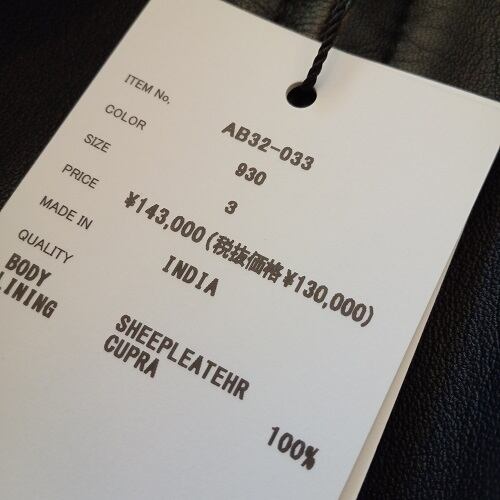 ITEM No. AB32-033
COLOR 930
SIZE 3
PRICE ¥143,000(税抜価格¥130,000)
MADE IN INDIA
QUALITY
BODY SHEEPLEATEHR
LINING CUPRA 100%